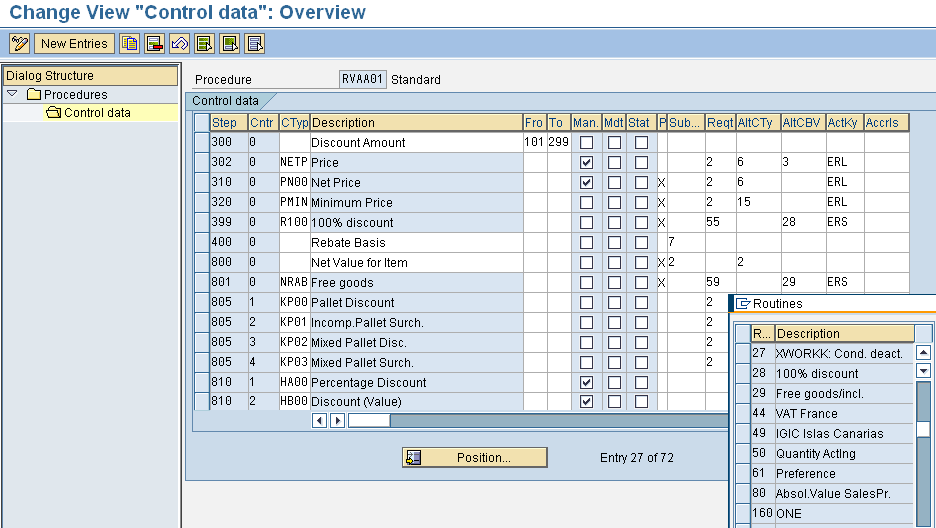 Change View "Control data": Overview
New Entries
Dialog Structure
Procedures
Control data
Procedure RVAA01 Standard
Control data
Step Cntr CTyp Description Fro To Man. Mdt Stat P Sub... Reqt AltCTy AltCBV ActKy Accrls
300 0 Discount Amount 101 299
302 0 NETP Price 2 6 3 ERL
310 0 PN00 Net Price X 2 6 ERL
320 0 PMIN Minimum Price X 2 15 ERL
399 0 R100 100% discount X 55 28 ERS
400 0 Rebate Basis 7
800 0 Net Value for Item X 2 2
801 0 NRAB Free goods X 59 29 ERS
805 1 KP00 Pallet Discount 2
805 2 KP01 Incomp.Pallet Surch. 2
805 3 KP02 Mixed Pallet Disc. 2
805 4 KP03 Mixed Pallet Surch. 2
810 1 HA00 Percentage Discount
810 2 HB00 Discount (Value)
Position... Entry 27 of 72
Routines
R... Description
27 XWORKK: Cond. deact.
28 100% discount
29 Free goods/incl.
44 VAT France
49 IGIC Islas Canarias
50 Quantity ActIng
61 Preference
80 Absol.Value SalesPr.
160 ONE